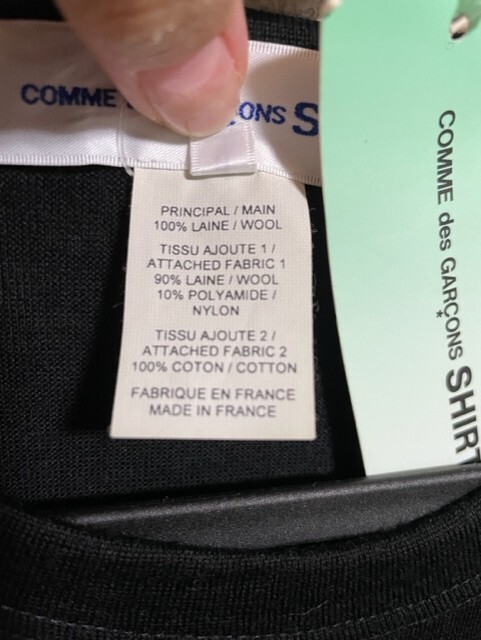 COMME ONS S
PRINCIPAL / MAIN
100% LAINE / WOOL
TISSU AJOUTE 1 /
ATTACHED FABRIC 1
90% LAINE / WOOL
10% POLYAMIDE /
NYLON
TISSU AJOUTE 2 /
ATTACHED FABRIC 2
100% COTON / COTTON
FABRIQUE EN FRANCE
MADE IN FRANCE
COMME des GARÇONS SHIRT